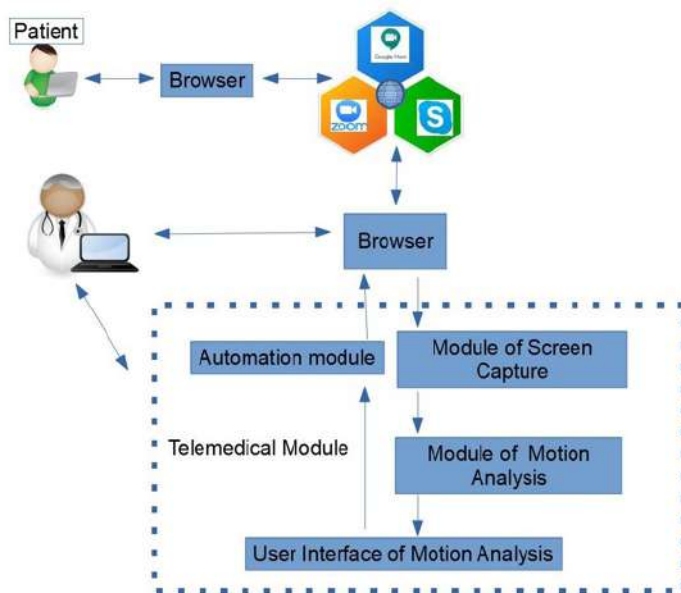 Patient
Browser
Google Meet
zoom
S
Browser
Automation module
Module of Screen
Capture
Telemedical Module
Module of Motion
Analysis
User Interface of Motion Analysis